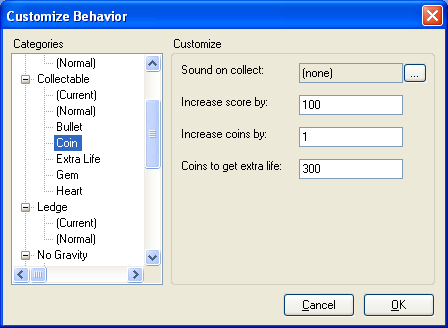 Customize Behavior
Categories
(Normal)
Collectable
(Current)
(Normal)
Bullet
Coin
Extra Life
Gem
Heart
Ledge
(Current)
(Normal)
No Gravity
Customize
Sound on collect: (none) ...
Increase score by: 100
Increase coins by: 1
Coins to get extra life: 300
Cancel OK